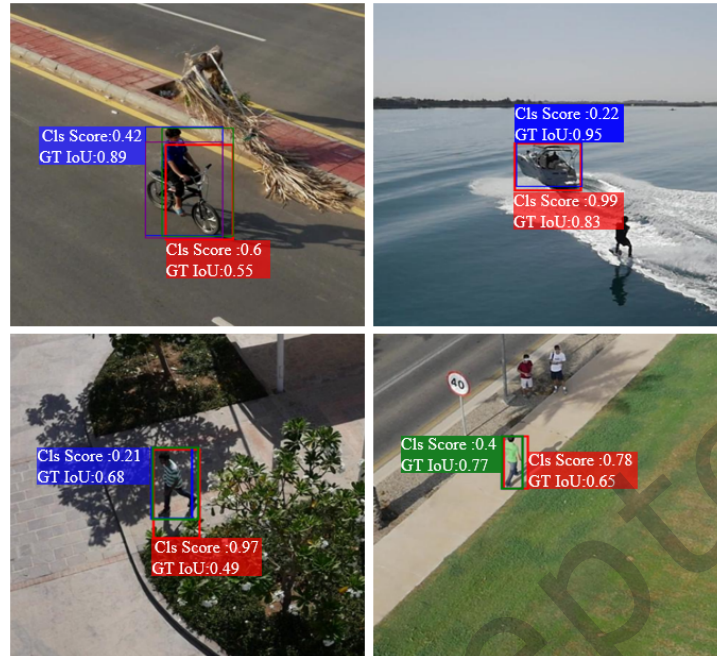 Cls Score:0.42
GT IoU:0.89
Cls Score :0.6
GT IoU:0.55
Cls Score:0.22
GT IoU:0.95
Cls Score :0.99
GT IoU:0.83
Cls Score :0.21
GT IoU:0.68
Cls Score :0.97
GT IoU:0.49
40
Cls Score :0.4
GT IoU:0.77
Cls Score :0.78
GT IoU:0.65
epte